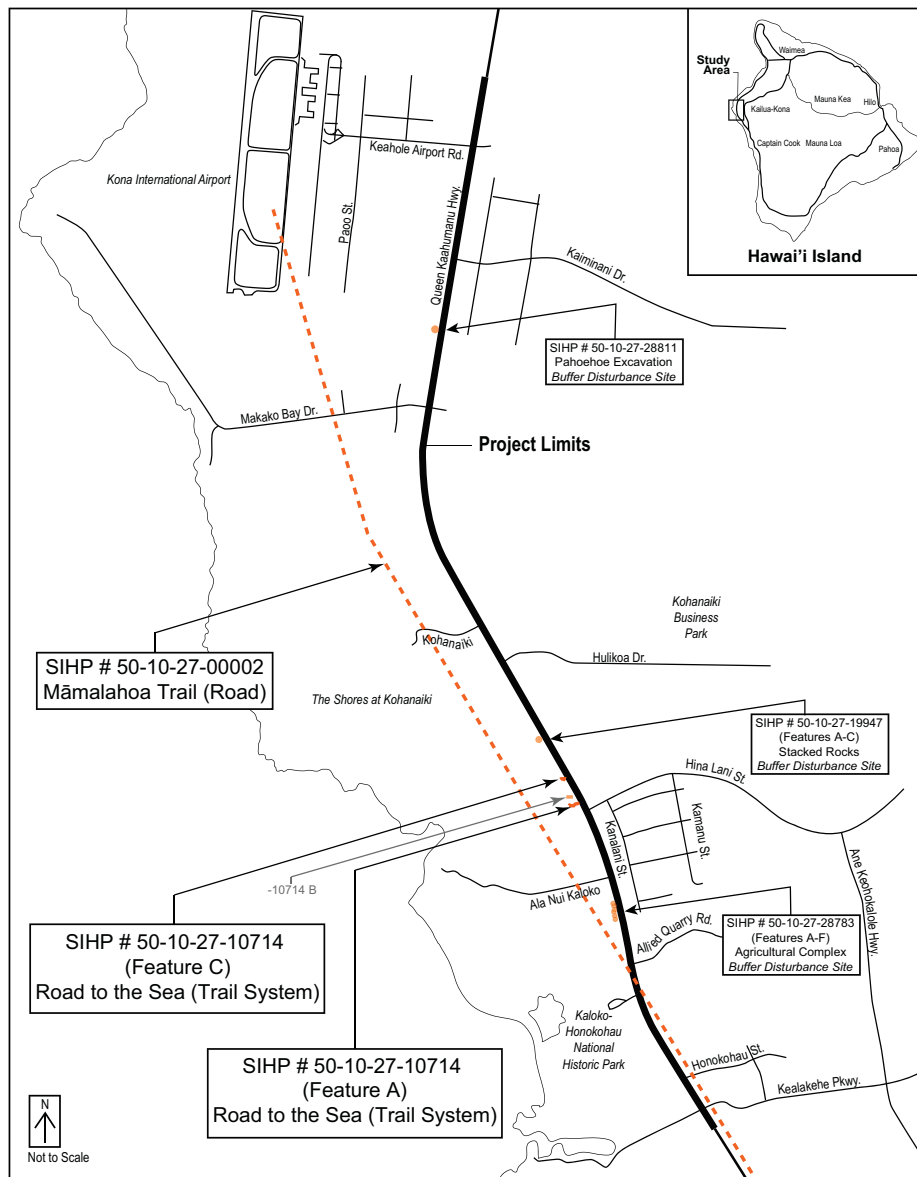 Waimea
Study
Area
Mauna Kea
Hilo
Kailua-Kona
Captain Cook
Mauna Loa
Pahoa
Hawai'i Island
Keahole Airport Rd.
Kona International Airport
Paoo St.
Queen Kaahumanu Hwy.
Kaiminani Dr.
SIHP # 50-10-27-28811
Pahoehoe Excavation
Buffer Disturbance Site
Makako Bay Dr.
Project Limits
Kohanaiki
Business
Park
Kohanaiki
Hulikoa Dr.
SIHP # 50-10-27-00002
Māmalahoa Trail (Road)
The Shores at Kohanaiki
SIHP # 50-10-27-19947
(Features A-C)
Stacked Rocks
Buffer Disturbance Site
Hina Lani St.
Kanalani St.
Kamanu St.
Ane Keohokalole Hwy.
-10714 B
Ala Nui Kaloko
Allied Quarry Rd.
SIHP # 50-10-27-28783
(Features A-F)
Agricultural Complex
Buffer Disturbance Site
SIHP # 50-10-27-10714
(Feature C)
Road to the Sea (Trail System)
Kaloko-
Honokohau
National
Historic Park
Honokohau St.
Kealakehe Pkwy.
SIHP # 50-10-27-10714
(Feature A)
Road to the Sea (Trail System)
N
Not to Scale